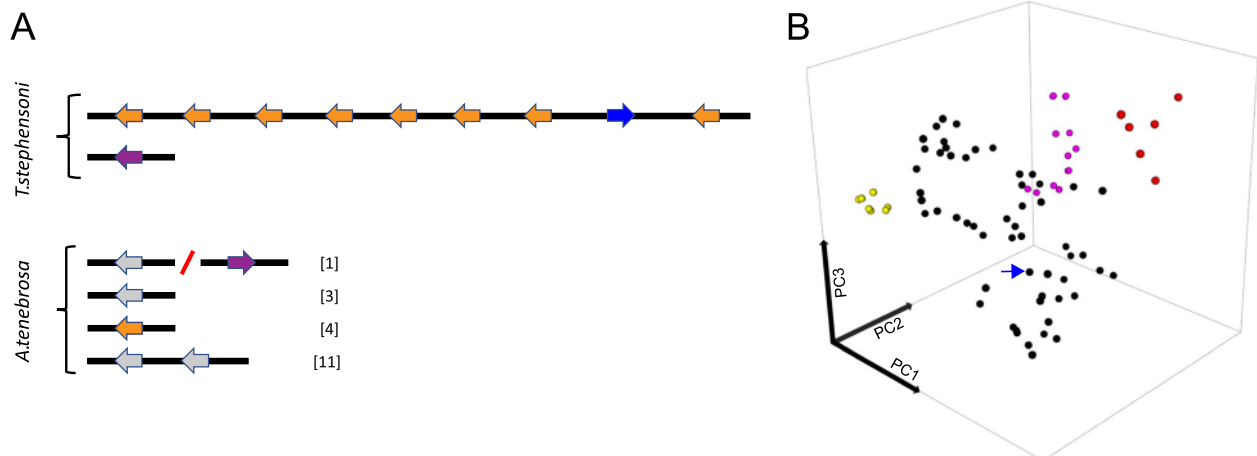 A
T.stephensoni
A.tenebrosa
[1]
[3]
[4]
[11]
B
PC3
PC2
PC1